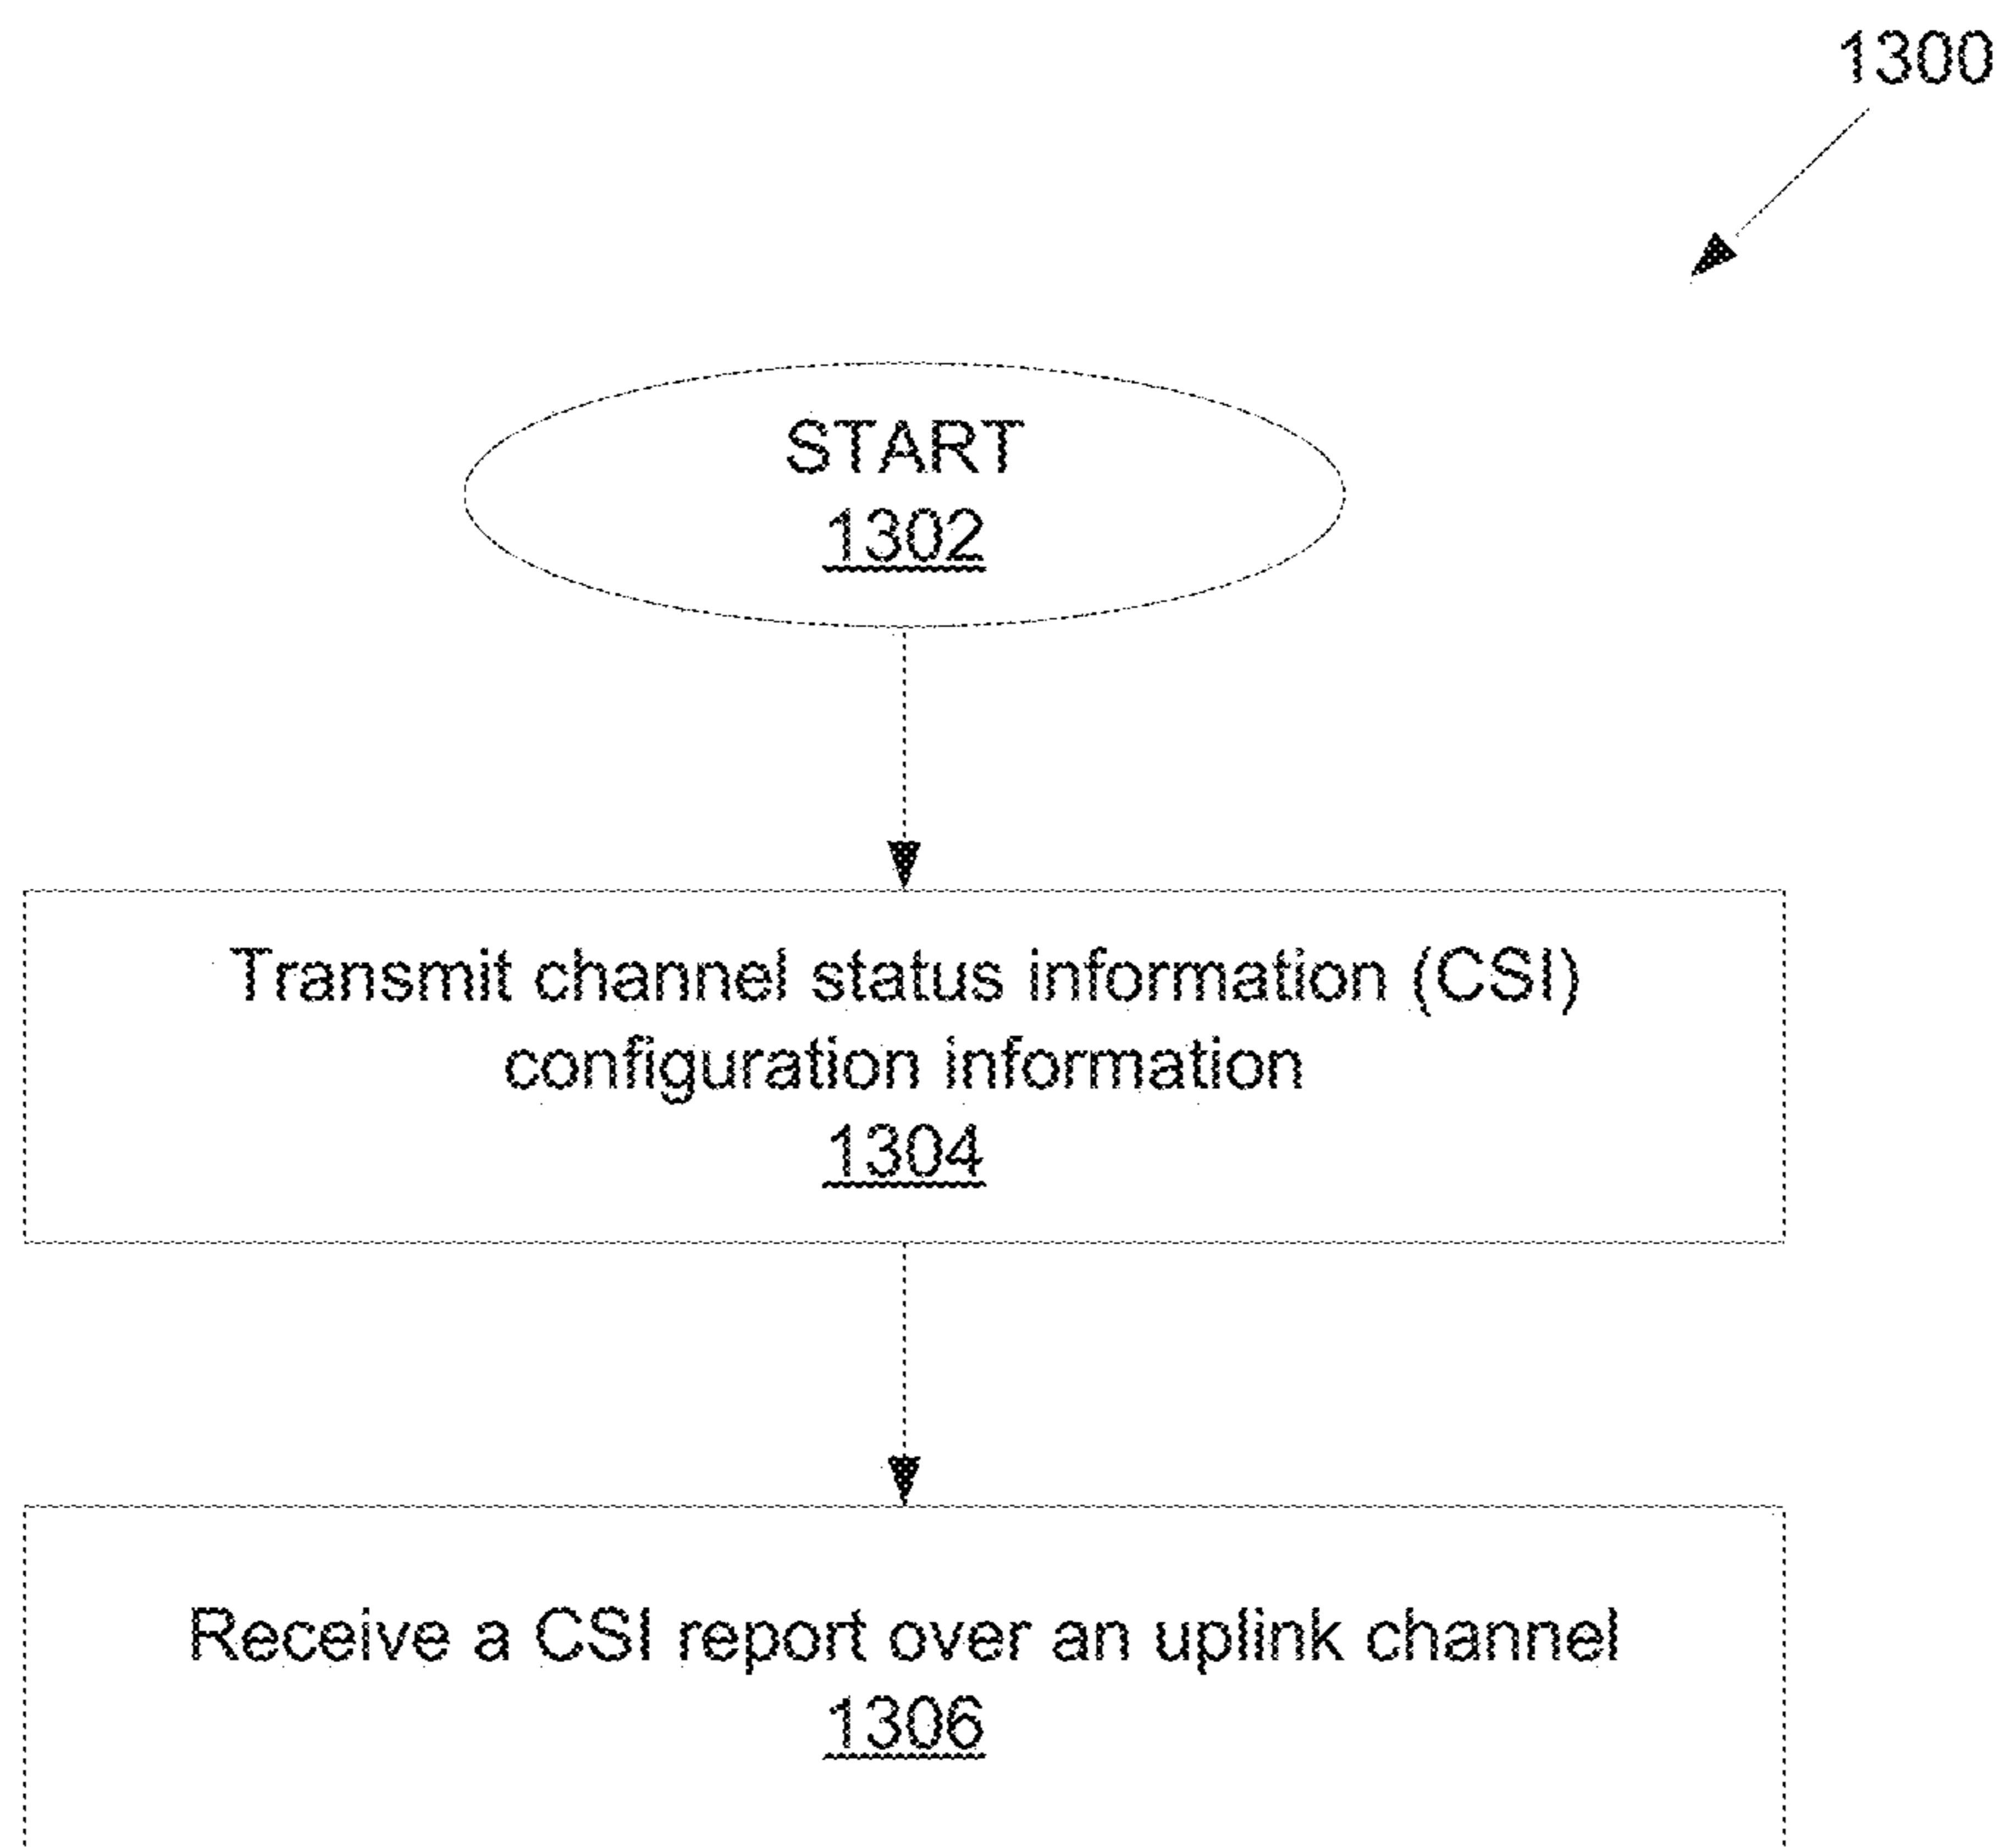 1300
START
1302
Transmit channel status information (CSI)
configuration information
1304
Receive a CSI report over an uplink channel
1306